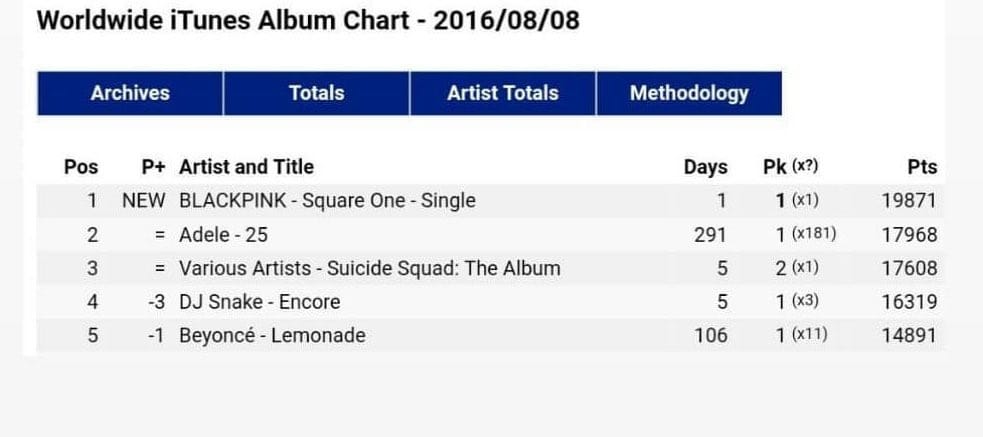 Worldwide iTunes Album Chart - 2016/08/08
Archives Totals Artist Totals Methodology
Pos P+ Artist and Title Days Pk (x?) Pts
1 NEW BLACKPINK - Square One - Single 1 1 (x1) 19871
2 = Adele - 25 291 1 (x181) 17968
3 = Various Artists - Suicide Squad: The Album 5 2 (x1) 17608
4 -3 DJ Snake - Encore 5 1 (x3) 16319
5 -1 Beyoncé - Lemonade 106 1 (x11) 14891